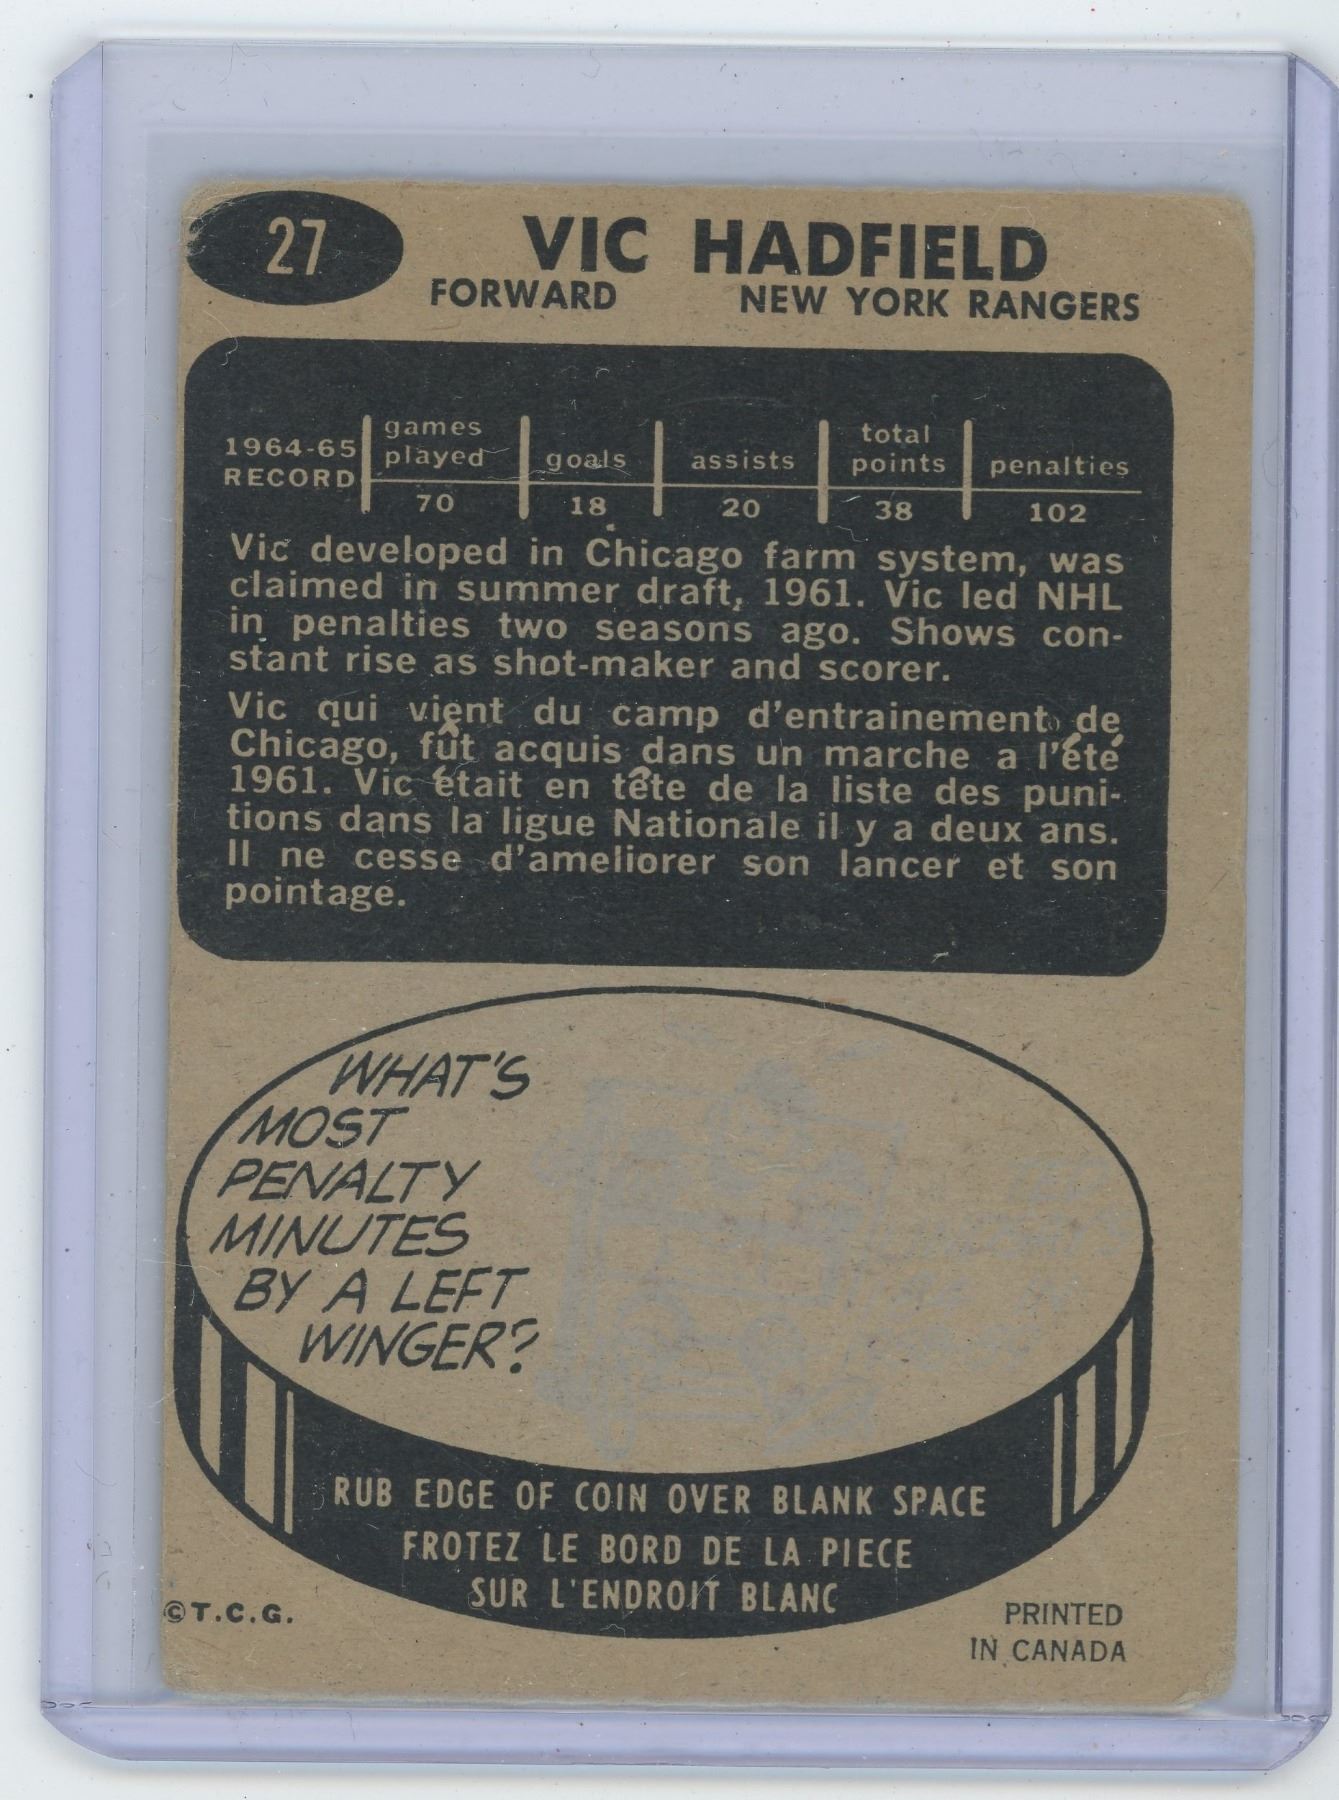 27
VIC HADFIELD
FORWARD NEW YORK RANGERS
1964-65 RECORD games played goals assists total points penalties
70 18 20 38 102
Vic developed in Chicago farm system, was
claimed in summer draft, 1961. Vic led NHL
in penalties two seasons ago. Shows con-
stant rise as shot-maker and scorer.
Vic qui vient du camp d'entrainement de
Chicago, fût acquis dans un marche a l'été
1961. Vic était en tête de la liste des puni-
tions dans la ligue Nationale il y a deux ans.
Il ne cesse d'ameliorer son lancer et son
pointage.
WHAT'S
MOST
PENALTY
MINUTES
BY A LEFT
WINGER?
RUB EDGE OF COIN OVER BLANK SPACE
FROTEZ LE BORD DE LA PIECE
SUR L'ENDROIT BLANC
©T.C.G.
PRINTED
IN CANADA